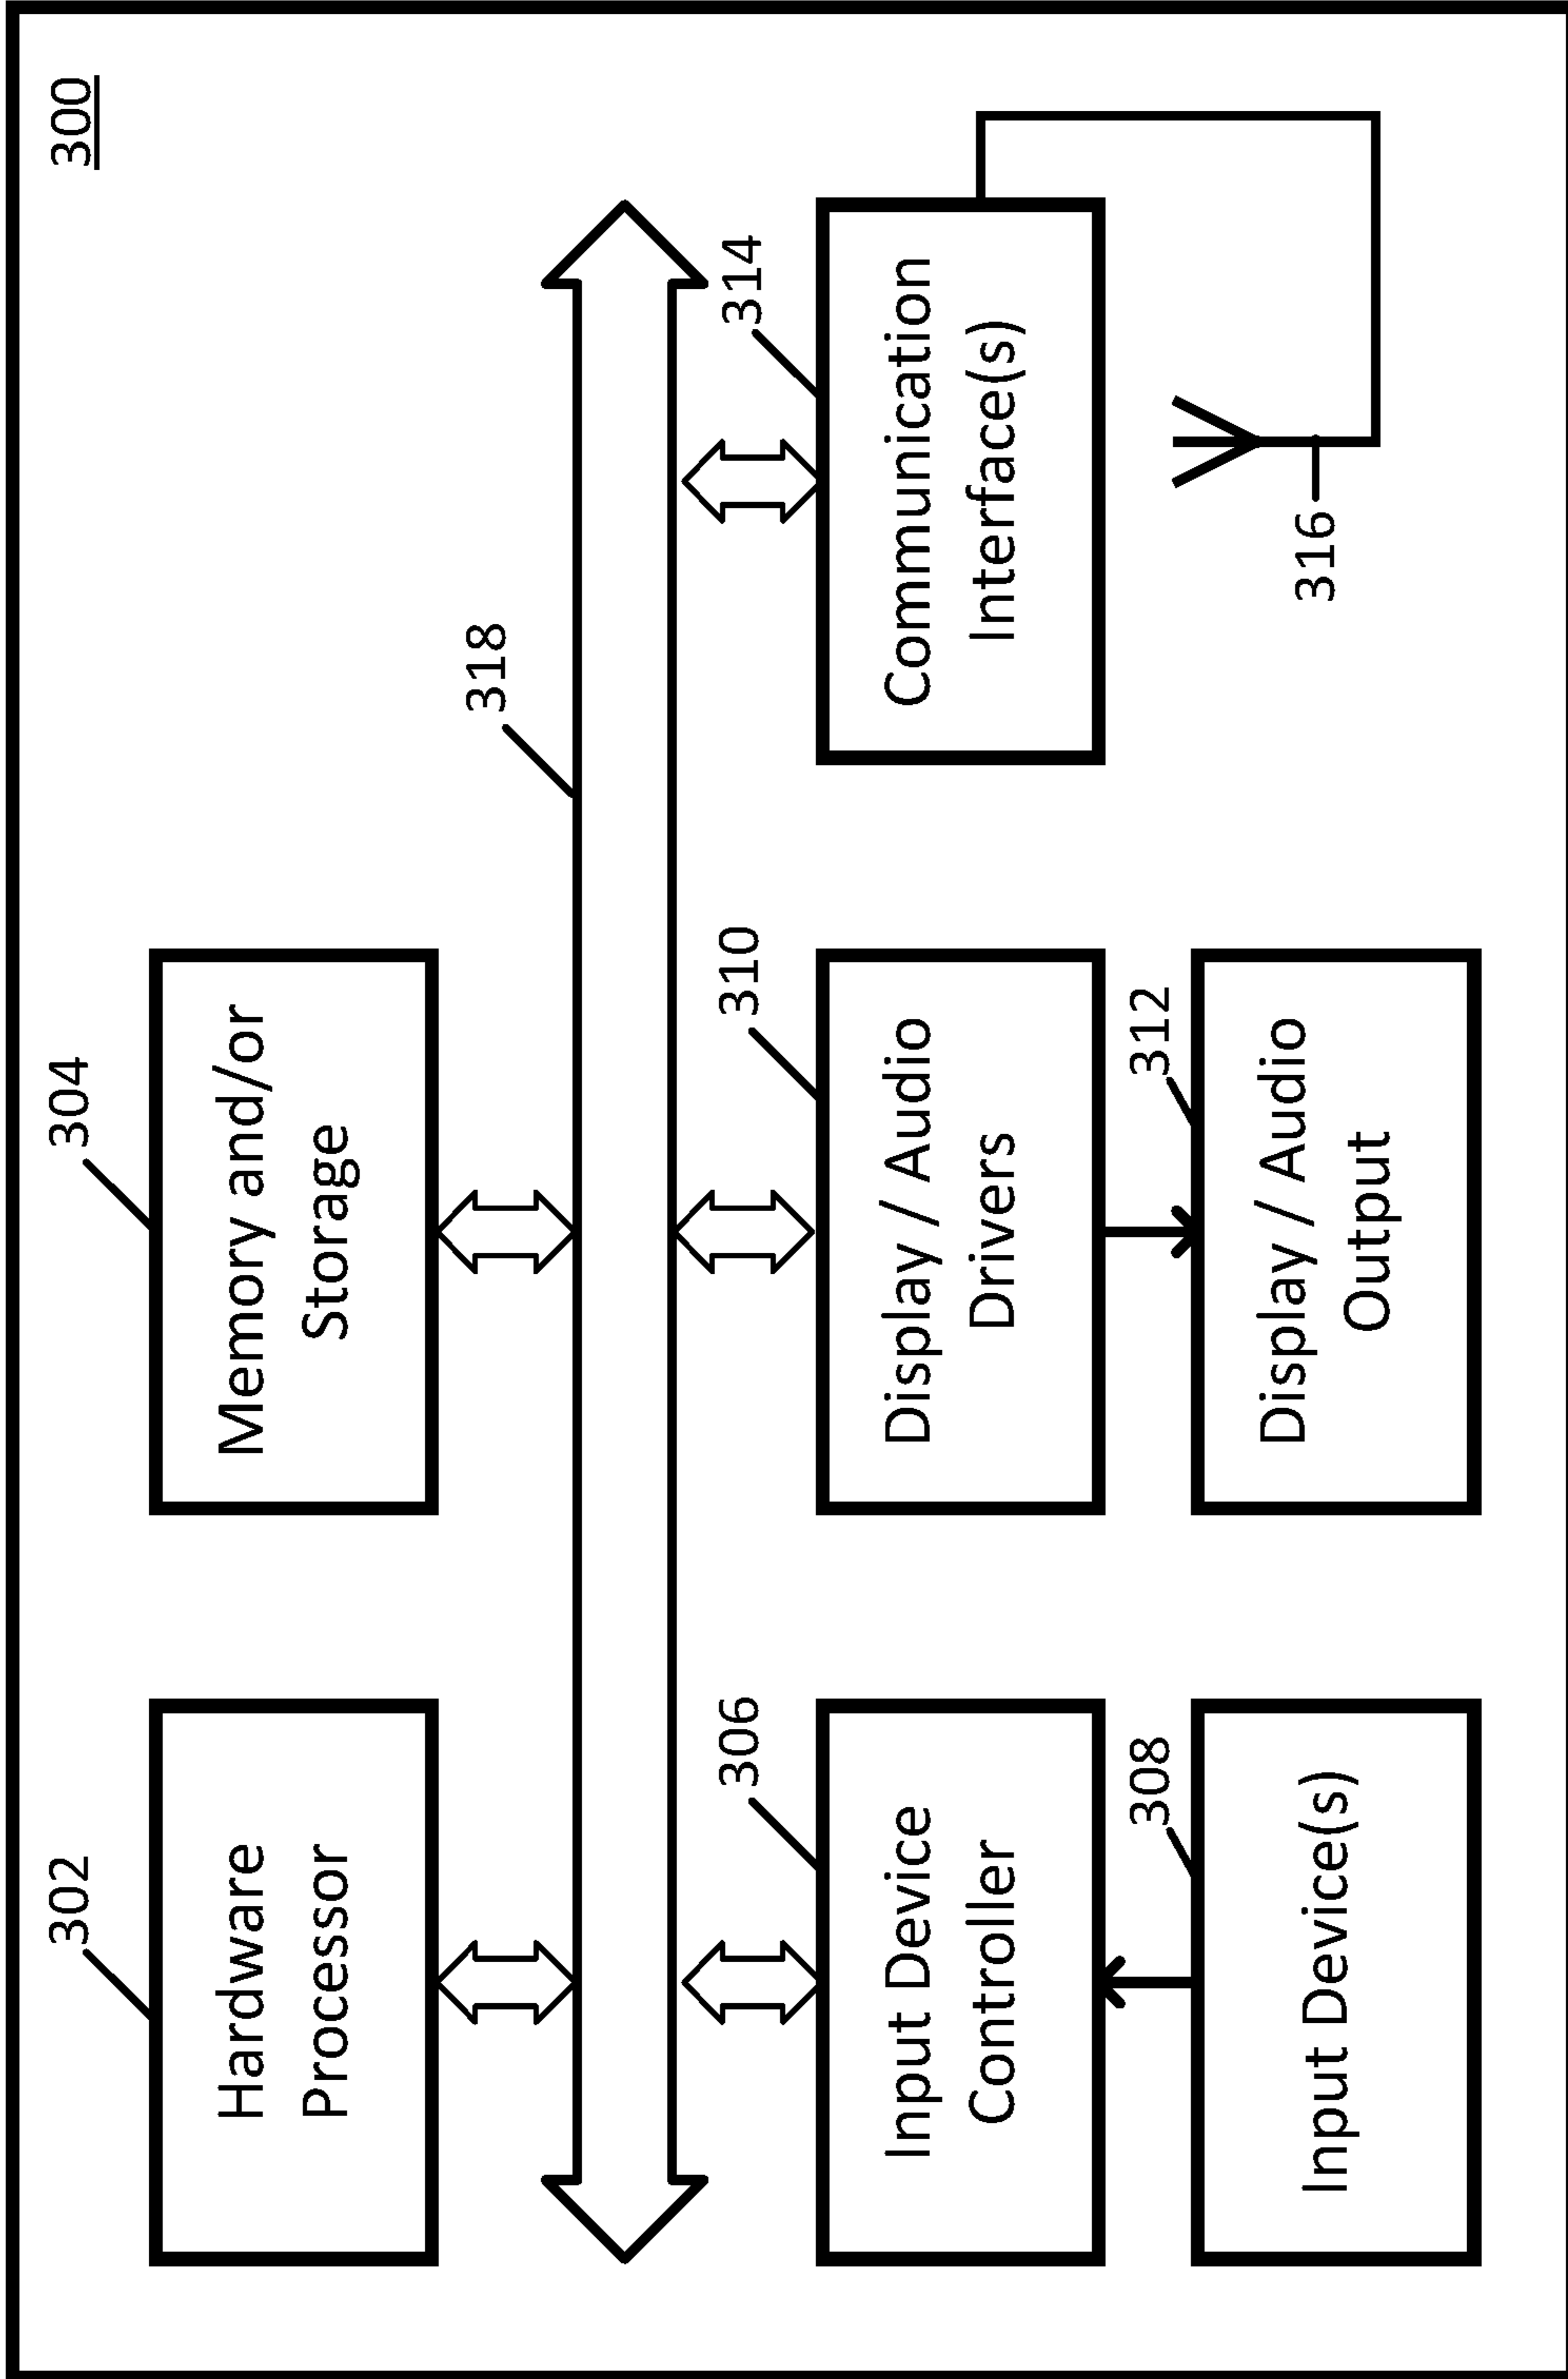 300
302
Hardware
Processor
304
Memory and/or
Storage
318
306
Input Device
Controller
310
Display / Audio
Drivers
314
Communication
Interface(s)
308
Input Device(s)
312
Display / Audio
Output
316